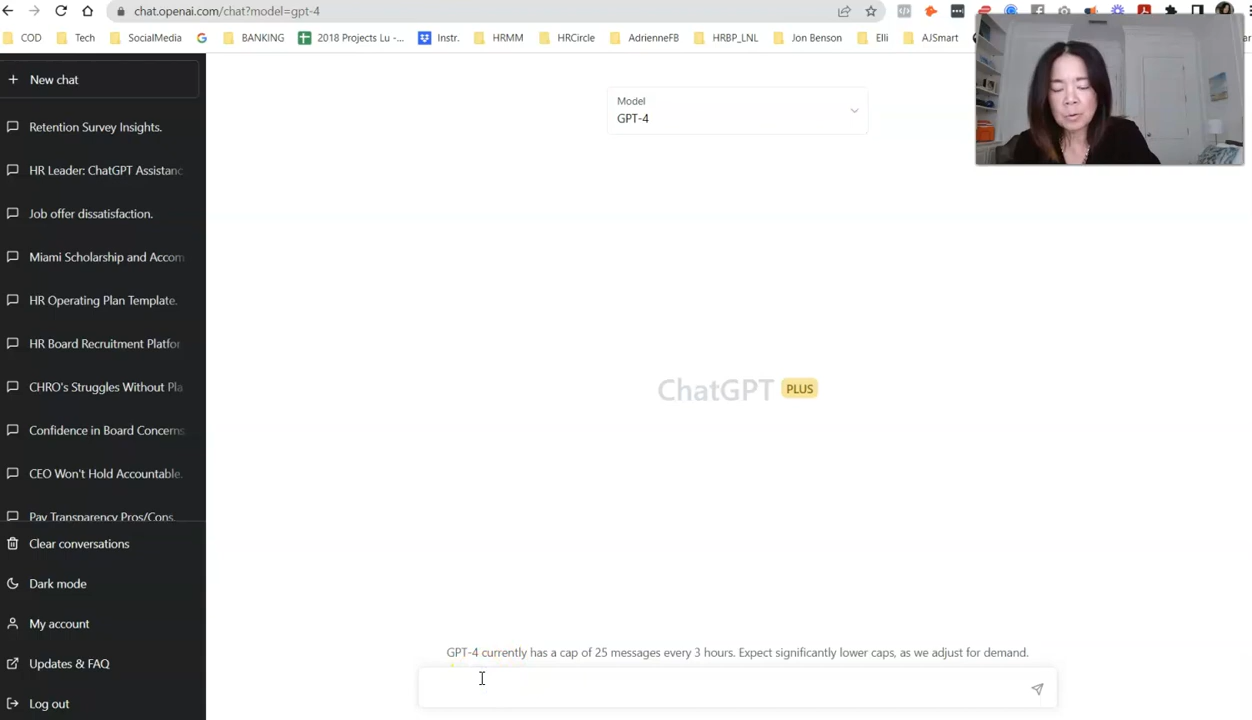 chat.openai.com/chat?model=gpt-4
COD Tech SocialMedia BANKING 2018 Projects Lu -... Instr. HRMM HRCircle AdrienneFB HRBP_LNL Jon Benson Elli AJSmart
+ New chat
Retention Survey Insights.
HR Leader: ChatGPT Assistanc
Job offer dissatisfaction.
Miami Scholarship and Accom
HR Operating Plan Template.
HR Board Recruitment Platfor
CHRO's Struggles Without Pla
Confidence in Board Concerns
CEO Won't Hold Accountable.
Pay Transparency Pros/Cons.
Clear conversations
Dark mode
My account
Updates & FAQ
Log out
Model
GPT-4
ChatGPT PLUS
GPT-4 currently has a cap of 25 messages every 3 hours. Expect significantly lower caps, as we adjust for demand.